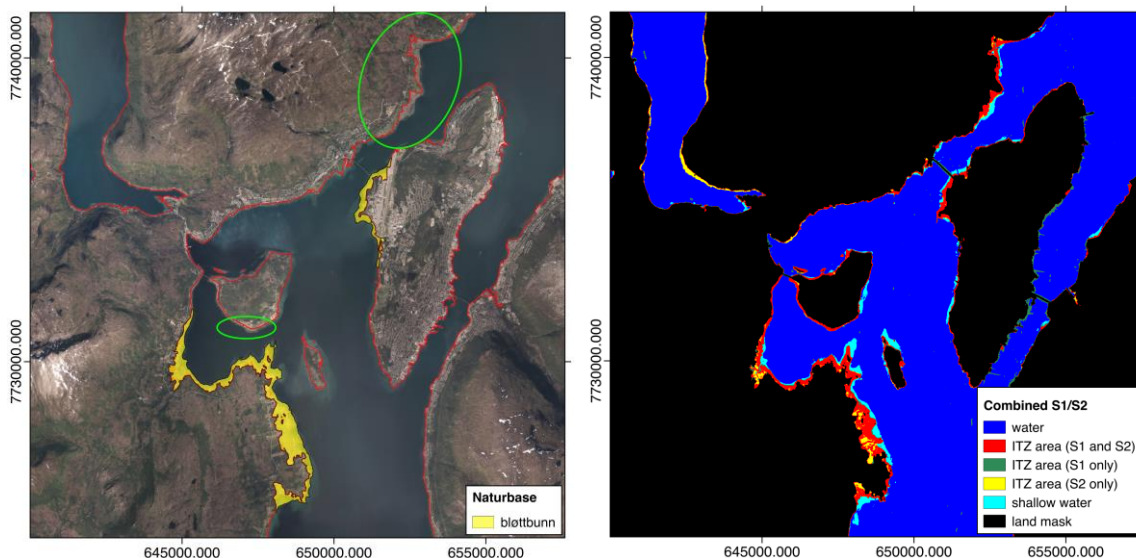 7740000.000
7730000.000
Naturbase
bløttbunn
645000.000
650000.000
655000.000
7740000.000
7730000.000
Combined S1/S2
water
ITZ area (S1 and S2)
ITZ area (S1 only)
ITZ area (S2 only)
shallow water
land mask
645000.000
650000.000
655000.000